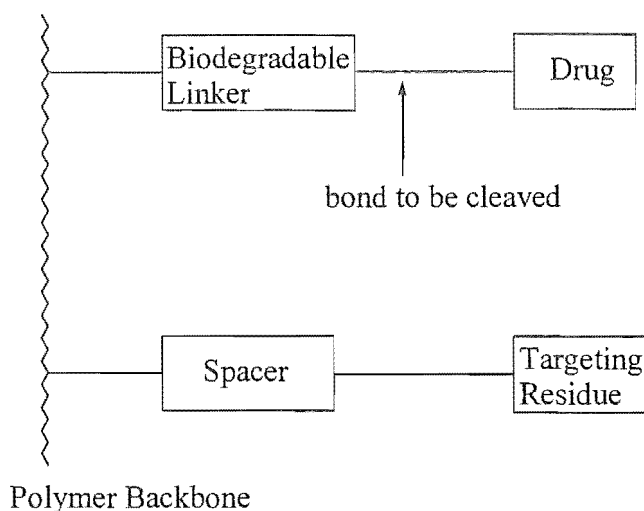 Biodegradable
Linker
Drug
bond to be cleaved
Spacer
Targeting
Residue
Polymer Backbone